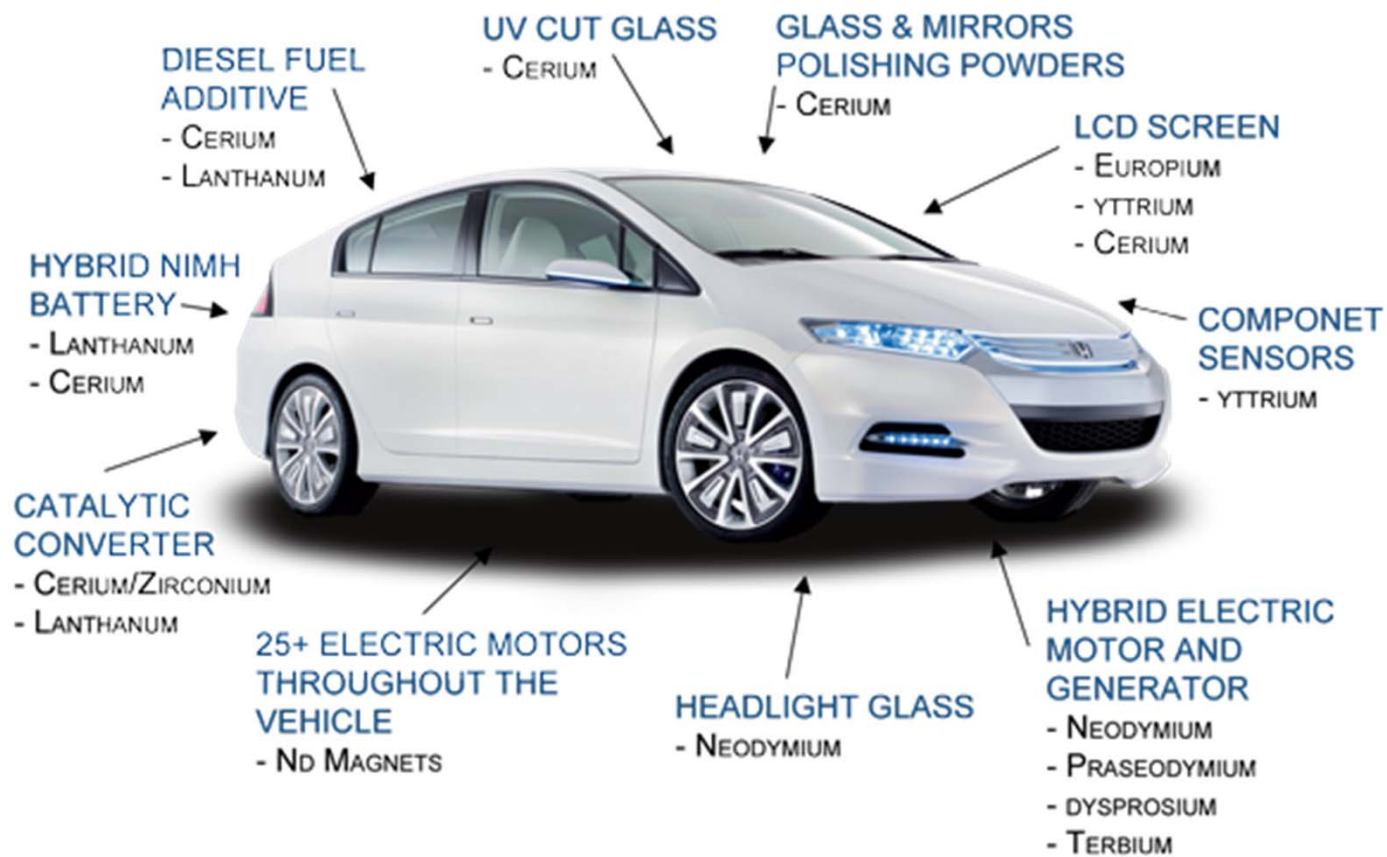 UV CUT GLASS
- CERIUM
GLASS & MIRRORS
POLISHING POWDERS
- CERIUM
DIESEL FUEL
ADDITIVE
- CERIUM
- LANTHANUM
LCD SCREEN
- EUROPIUM
- YTTRIUM
- CERIUM
HYBRID NIMH
BATTERY
- LANTHANUM
- CERIUM
COMPONET
SENSORS
- YTTRIUM
CATALYTIC
CONVERTER
- CERIUM/ZIRCONIUM
- LANTHANUM
25+ ELECTRIC MOTORS
THROUGHOUT THE
VEHICLE
- ND MAGNETS
HEADLIGHT GLASS
- NEODYMIUM
HYBRID ELECTRIC
MOTOR AND
GENERATOR
- NEODYMIUM
- PRASEODYMIUM
- DYSPROSIUM
- TERBIUM